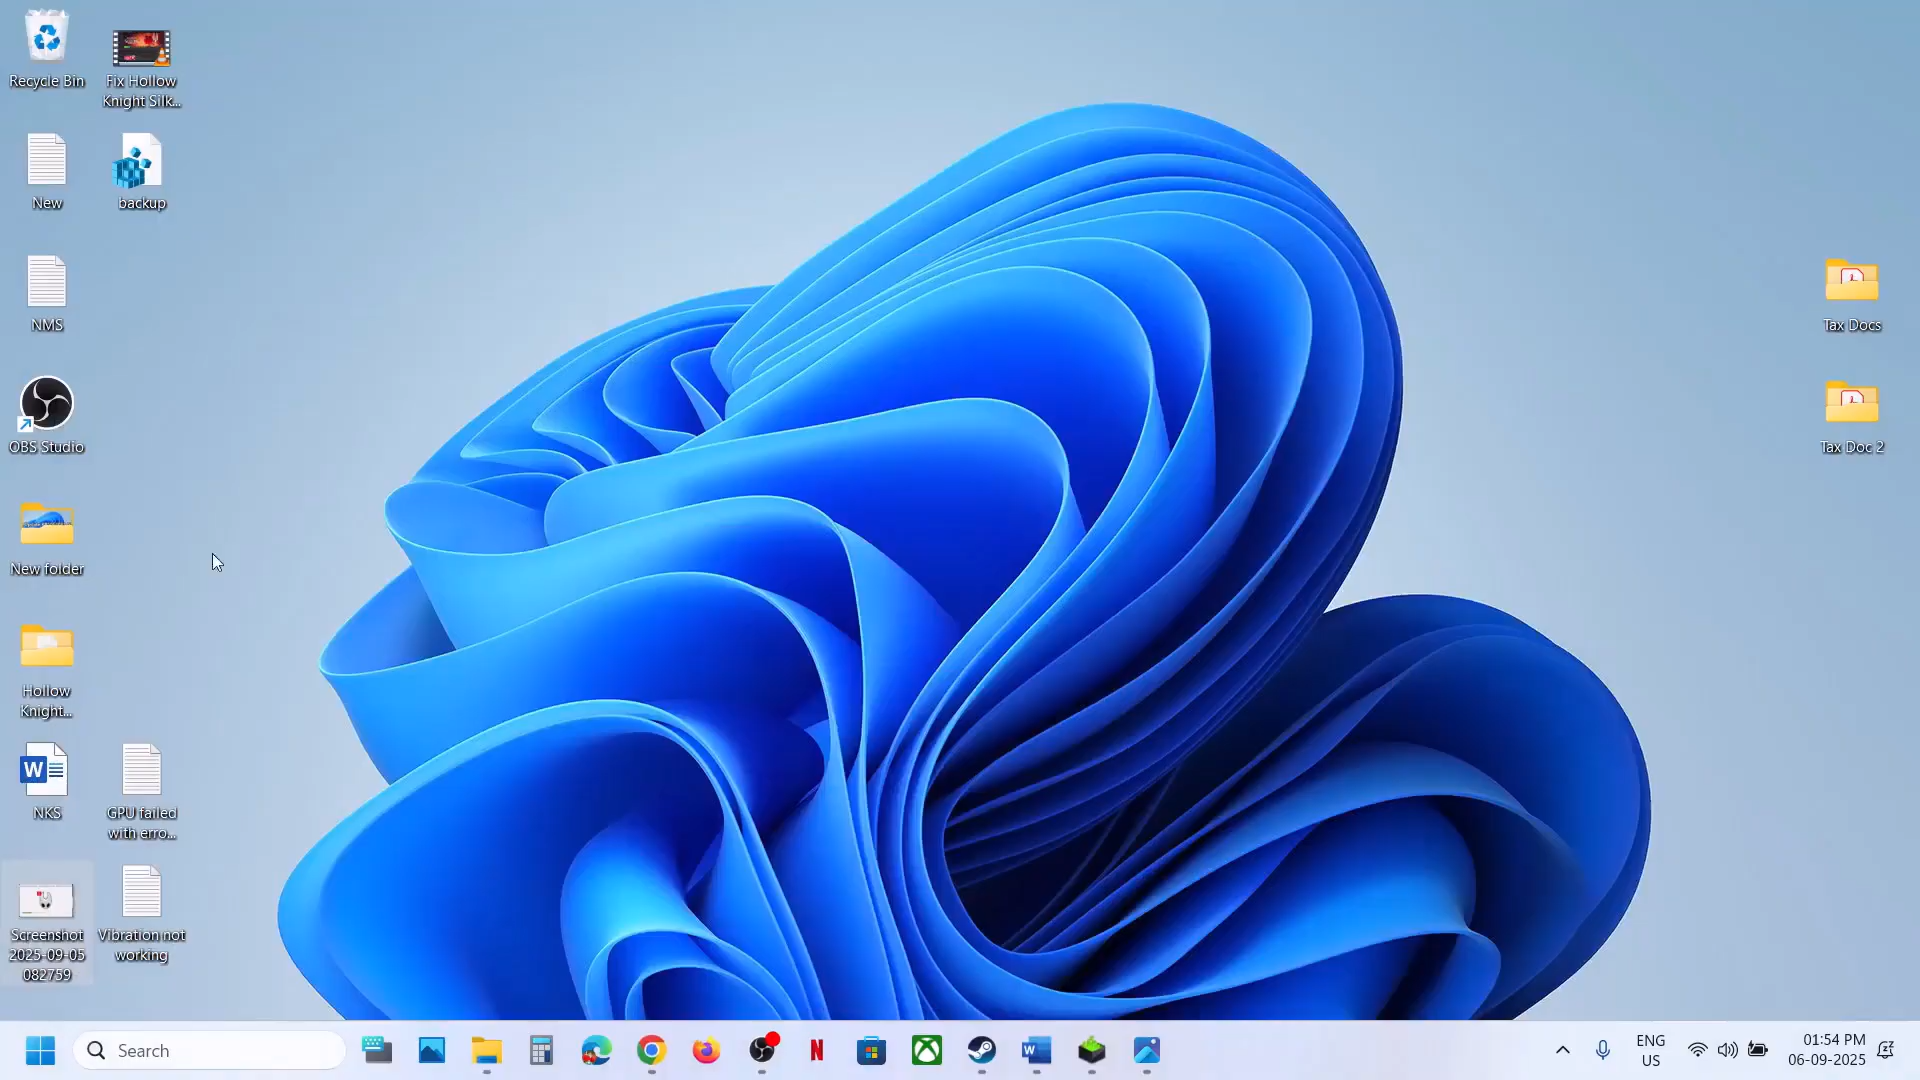 Recycle Bin
Fix Hollow
Knight Silk...
New
backup
NMS
OBS Studio
New folder
Hollow
Knight...
NKS
GPU failed
with erro...
Screenshot
2025-09-05
082759
Vibration not
working
Tax Docs
Tax Doc 2
Search
ENG
US
01:54 PM
06-09-2025